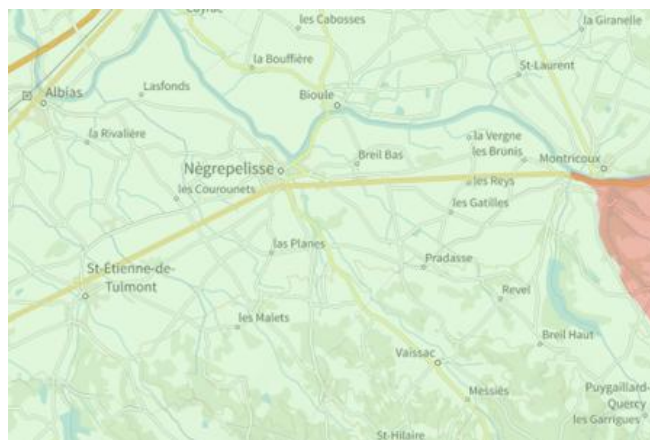 les Cabosses
la Giranelle
la Bouffière
St-Laurent
Lasfonds
Albias
Bioule
la Rivalière
la Vergne
Breil Bas
les Brunis
Montricoux
Nègrepelisse
les Courounets
les Reys
les Gatilles
las Planes
St-Étienne-de-
Tulmont
Pradasse
Revel
les Malets
Breil Haut
Vaissac
Messiés
Puygaillard-
Quercy
les Garrigues
St-Hilaire